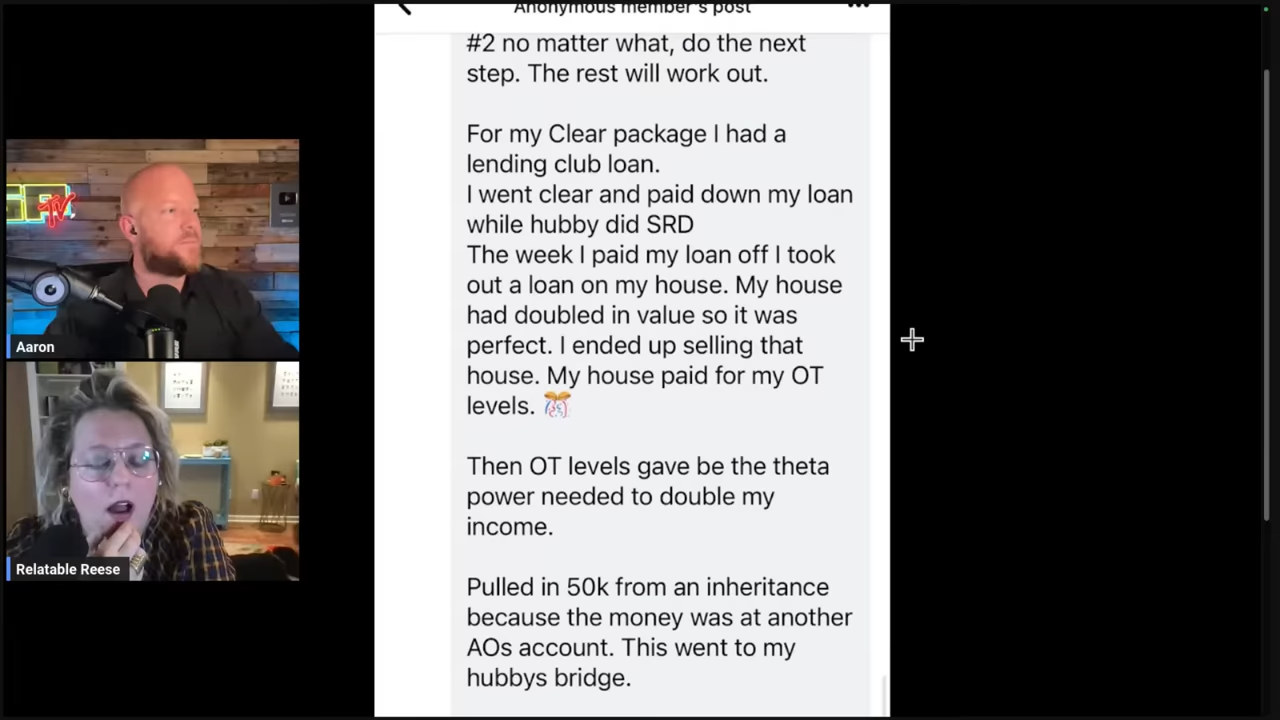 Anonymous member's post
#2 no matter what, do the next
step. The rest will work out.
For my Clear package I had a
lending club loan.
I went clear and paid down my loan
while hubby did SRD
The week I paid my loan off I took
out a loan on my house. My house
had doubled in value so it was
perfect. I ended up selling that
house. My house paid for my OT
levels. 🎊
Then OT levels gave be the theta
power needed to double my
income.
Pulled in 50k from an inheritance
because the money was at another
AOs account. This went to my
hubbys bridge.
TV
Aaron
Relatable Reese